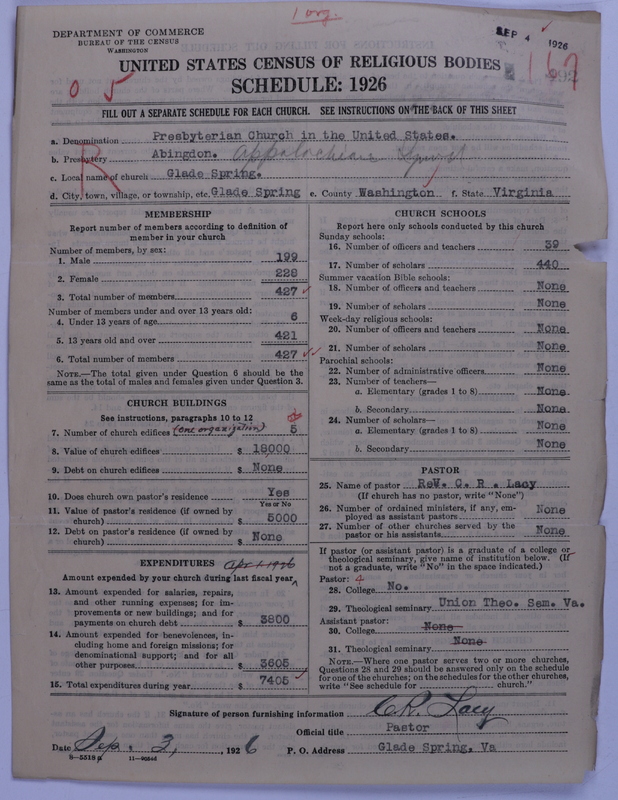 1 org.
DEPARTMENT OF COMMERCE
BUREAU OF THE CENSUS
WASHINGTON
SEP 4 1926
UNITED STATES CENSUS OF RELIGIOUS BODIES
SCHEDULE: 1926
0 5
FILL OUT A SEPARATE SCHEDULE FOR EACH CHURCH. SEE INSTRUCTIONS ON THE BACK OF THIS SHEET
a. Denomination Presbyterian Church in the United States.
b. Presbytery Abingdon. Appalachian Synod
c. Local name of church Glade Spring.
d. City, town, village, or township, etc. Glade Spring e. County Washington f. State Virginia
R
MEMBERSHIP
Report number of members according to definition of
member in your church
Number of members, by sex:
1. Male 199
2. Female 228
3. Total number of members 427
Number of members under and over 13 years old:
4. Under 13 years of age 6
5. 13 years old and over 421
6. Total number of members 427
NOTE.—The total given under Question 6 should be
same as the total of males and females given under Question 3.
CHURCH BUILDINGS
See instructions, paragraphs 10 to 12
7. Number of church edifices (one organization) 5
8. Value of church edifices $ 18,000
9. Debt on church edifices $ None
10. Does church own pastor's residence Yes
Yes or No
11. Value of pastor's residence (if owned by
church) $ 5000
12. Debt on pastor's residence (if owned by
church) $ None
EXPENDITURES Apr. 1, 1926
Amount expended by your church during last fiscal year
13. Amount expended for salaries, repairs,
and other running expenses; for im-
provements or new buildings; and for
payments on church debt $ 3800
14. Amount expended for benevolences, in-
cluding home and foreign missions; for
denominational support; and for all
other purposes $ 3605
15. Total expenditures during year $ 7405
CHURCH SCHOOLS
Report here only schools conducted by this church
Sunday schools:
16. Number of officers and teachers 39
17. Number of scholars 440
Summer vacation Bible schools:
18. Number of officers and teachers None
19. Number of scholars None
Week-day religious schools:
20. Number of officers and teachers None
21. Number of scholars None
Parochial schools:
22. Number of administrative officers None
23. Number of teachers—
a. Elementary (grades 1 to 8) None
b. Secondary None
24. Number of scholars—
a. Elementary (grades 1 to 8) None
b. Secondary None
PASTOR
25. Name of pastor ReV. C. R. Lacy
(If church has no pastor, write "None")
26. Number of ordained ministers, if any, em-
ployed as assistant pastors None
27. Number of other churches served by the
pastor or his assistants None
If pastor (or assistant pastor) is a graduate of a college or
theological seminary, give name of institution below. (If
not a graduate, write "No" in the space indicated.)
Pastor: 4
28. College No.
29. Theological seminary Union Theo. Sem. Va.
Assistant pastor:
30. College None
31. Theological seminary None
NOTE.—Where one pastor serves two or more churches,
Questions 28 and 29 should be answered only on the schedule
for one of the churches; on the schedules for the other churches,
write "See schedule for church."
Signature of person furnishing information C R. Lacy
Official title Pastor
Date Sep. 3, 1926 P. O. Address Glade Spring, Va
8—5518a 11—90846